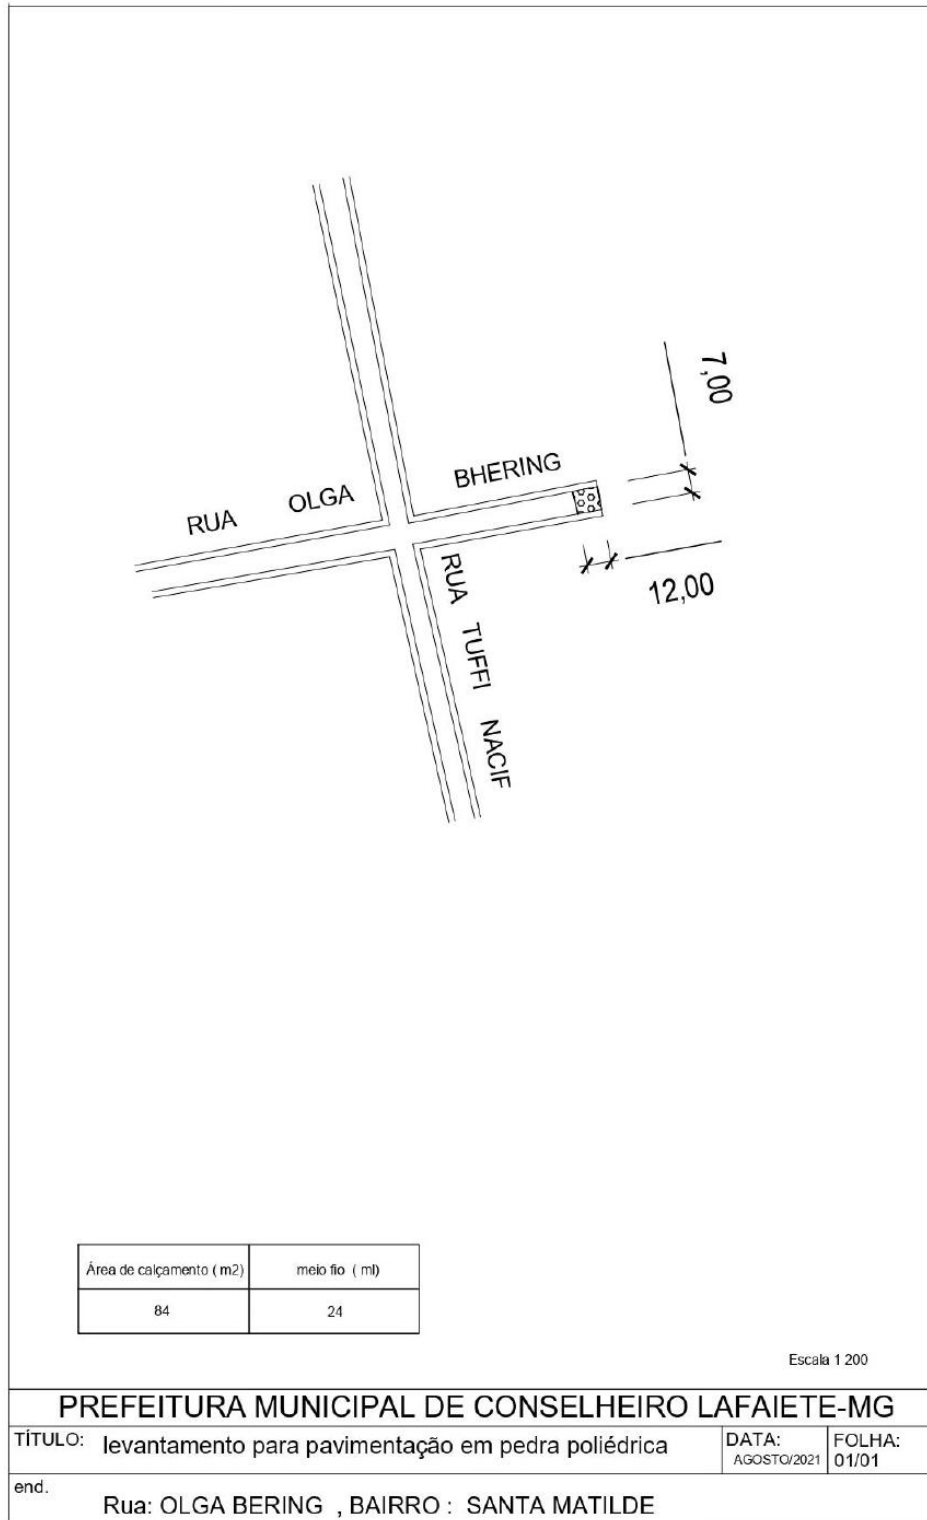 7,00
RUA OLGA BHERING
12,00
RUA TUFFI NACIF
Área de calçamento ( m2) meio fio ( ml)
84 24
Escala 1 200
PREFEITURA MUNICIPAL DE CONSELHEIRO LAFAIETE-MG
TÍTULO: levantamento para pavimentação em pedra poliédrica
DATA: AGOSTO/2021
FOLHA: 01/01
end.
Rua: OLGA BERING , BAIRRO : SANTA MATILDE